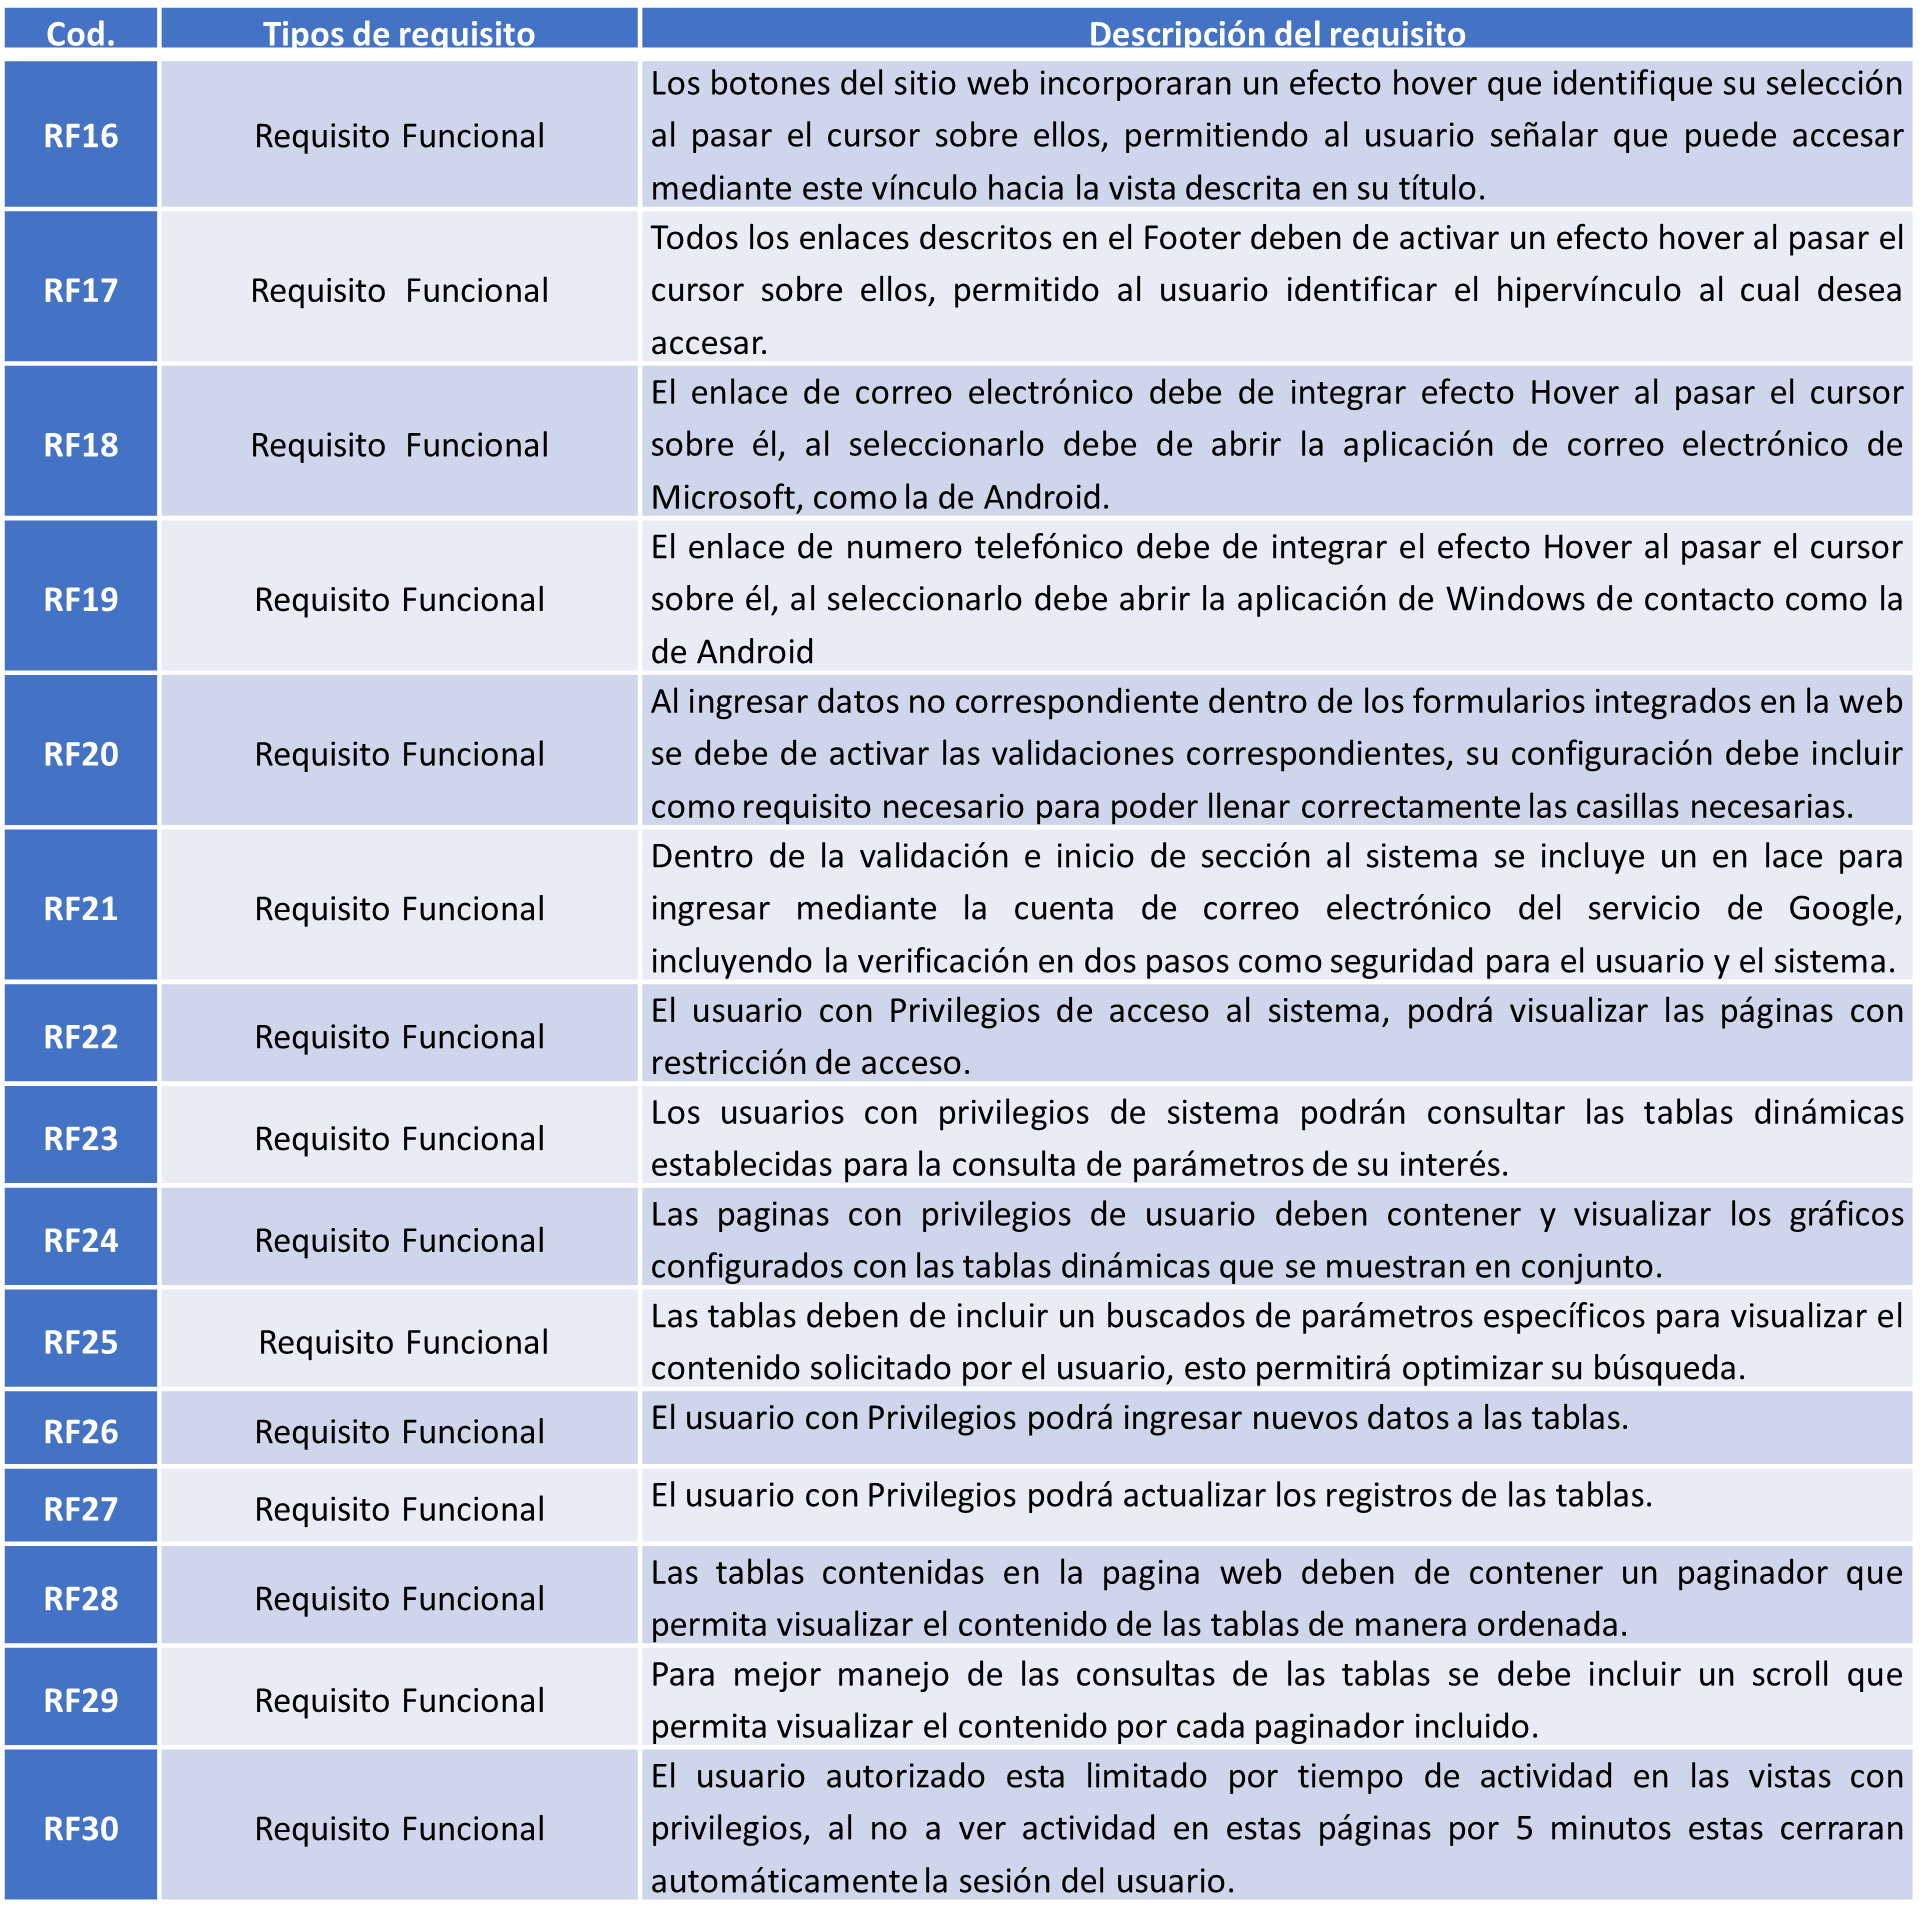 Cod. Tipos de requisito Descripción del requisito
Los botones del sitio web incorporaran un efecto hover que identifique su selección
RF16 Requisito Funcional al pasar el cursor sobre ellos, permitiendo al usuario señalar que puede accesar
mediante este vínculo hacia la vista descrita en su título.
Todos los enlaces descritos en el Footer deben de activar un efecto hover al pasar el
RF17 Requisito Funcional cursor sobre ellos, permitido al usuario identificar el hipervínculo al cual desea
accesar.
El enlace de correo electrónico debe de integrar efecto Hover al pasar el cursor
RF18 Requisito Funcional sobre él, al seleccionarlo debe de abrir la aplicación de correo electrónico de
Microsoft, como la de Android.
El enlace de numero telefónico debe de integrar el efecto Hover al pasar el cursor
RF19 Requisito Funcional sobre él, al seleccionarlo debe abrir la aplicación de Windows de contacto como la
de Android
Al ingresar datos no correspondiente dentro de los formularios integrados en la web
RF20 Requisito Funcional se debe de activar las validaciones correspondientes, su configuración debe incluir
como requisito necesario para poder llenar correctamente las casillas necesarias.
Dentro de la validación e inicio de sección al sistema se incluye un en lace para
RF21 Requisito Funcional ingresar mediante la cuenta de correo electrónico del servicio de Google,
incluyendo la verificación en dos pasos como seguridad para el usuario y el sistema.
RF22 Requisito Funcional El usuario con Privilegios de acceso al sistema, podrá visualizar las páginas con
restricción de acceso.
RF23 Requisito Funcional Los usuarios con privilegios de sistema podrán consultar las tablas dinámicas
establecidas para la consulta de parámetros de su interés.
RF24 Requisito Funcional Las paginas con privilegios de usuario deben contener y visualizar los gráficos
configurados con las tablas dinámicas que se muestran en conjunto.
RF25 Requisito Funcional Las tablas deben de incluir un buscados de parámetros específicos para visualizar el
contenido solicitado por el usuario, esto permitirá optimizar su búsqueda.
RF26 Requisito Funcional El usuario con Privilegios podrá ingresar nuevos datos a las tablas.
RF27 Requisito Funcional El usuario con Privilegios podrá actualizar los registros de las tablas.
RF28 Requisito Funcional Las tablas contenidas en la pagina web deben de contener un paginador que
permita visualizar el contenido de las tablas de manera ordenada.
RF29 Requisito Funcional Para mejor manejo de las consultas de las tablas se debe incluir un scroll que
permita visualizar el contenido por cada paginador incluido.
El usuario autorizado esta limitado por tiempo de actividad en las vistas con
RF30 Requisito Funcional privilegios, al no a ver actividad en estas páginas por 5 minutos estas cerraran
automáticamente la sesión del usuario.